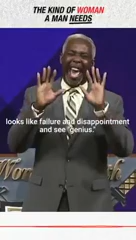 THE KIND OF WOMAN
A MAN NEEDS
looks like failure and disappointment
and see "genius."